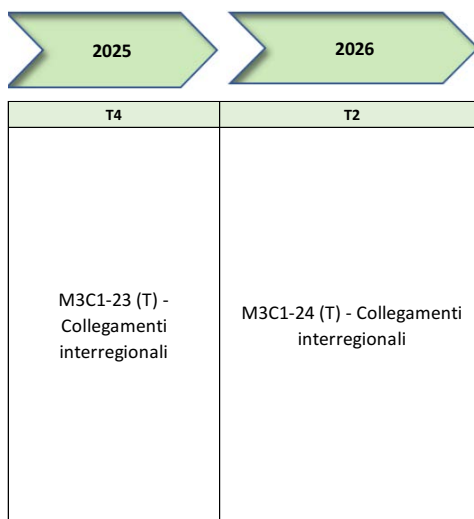 2025
2026
T4
T2
M3C1-23 (T) -
Collegamenti
interregionali
M3C1-24 (T) - Collegamenti
interregionali